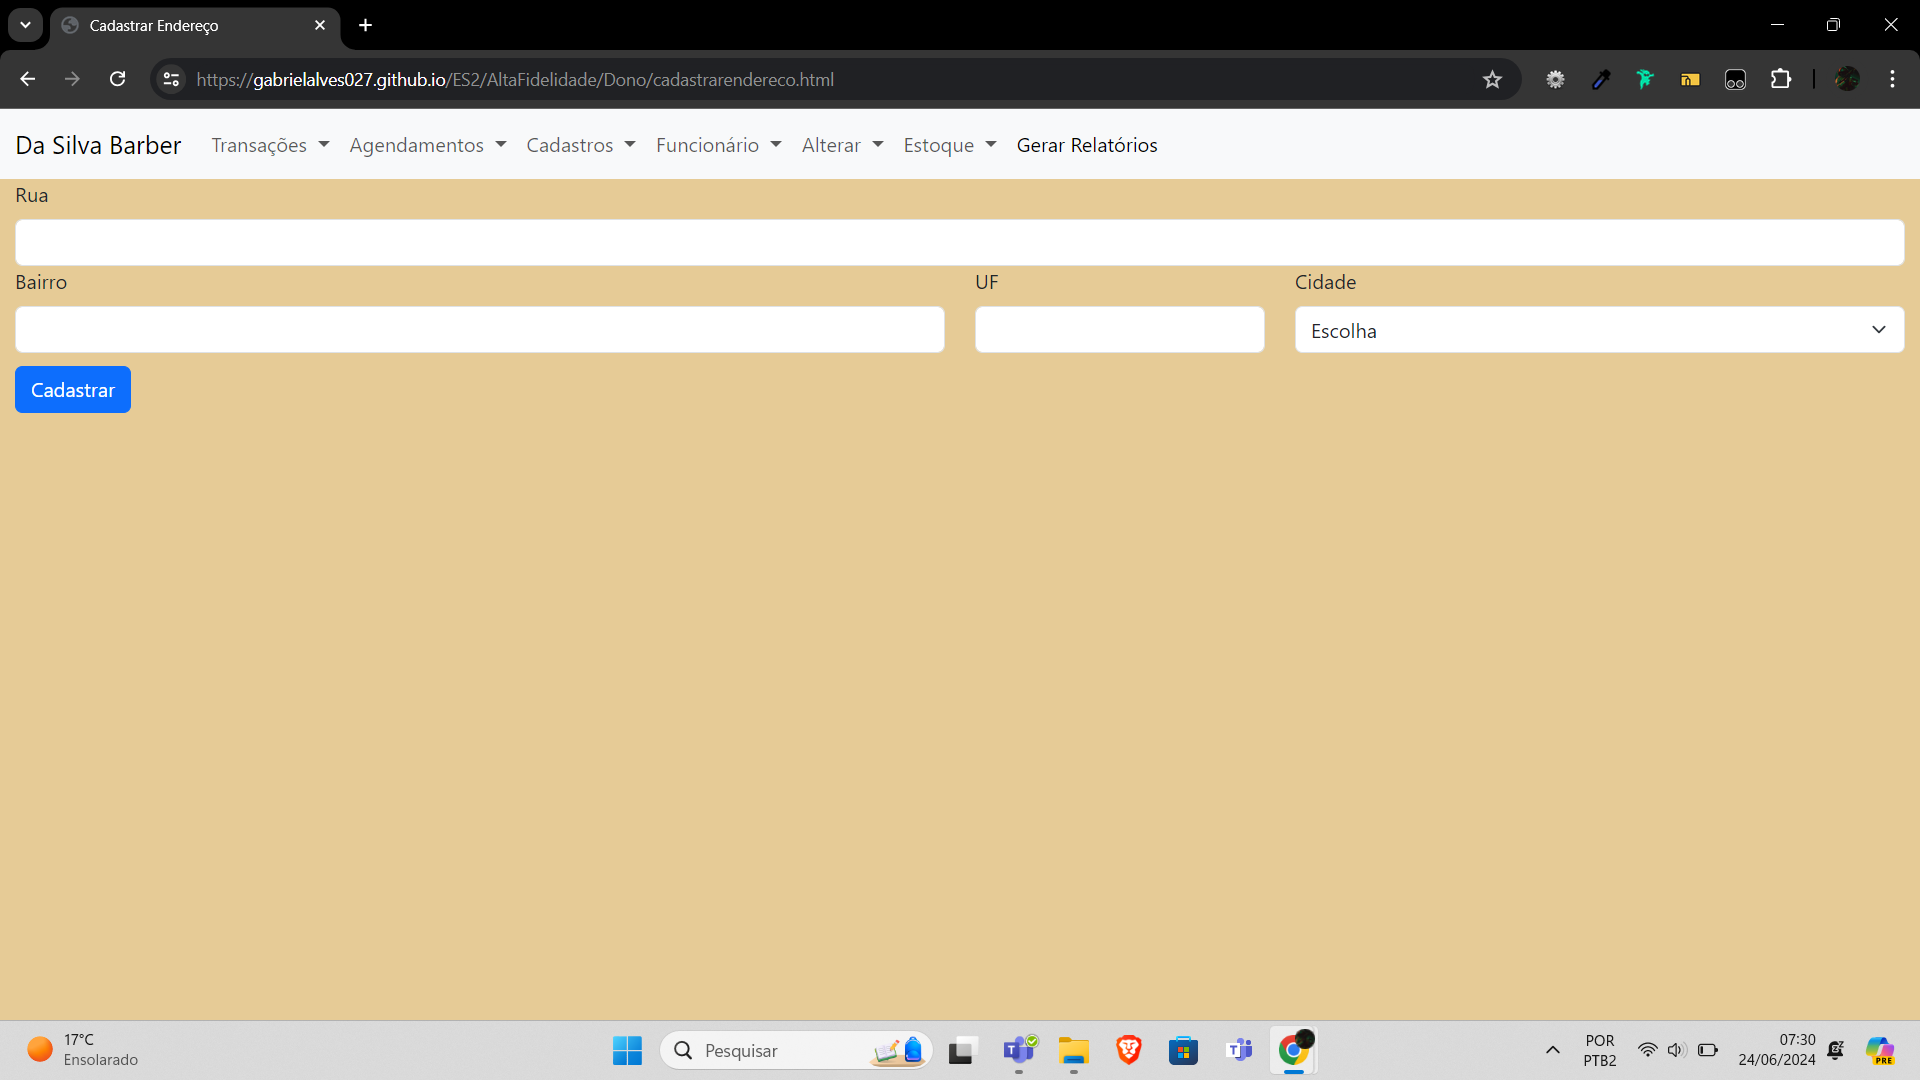 Cadastrar Endereço
https://gabrielalves027.github.io/ES2/AltaFidelidade/Dono/cadastrarendereco.html
Da Silva Barber Transações Agendamentos Cadastros Funcionário Alterar Estoque Gerar Relatórios
Rua
Bairro UF Cidade
Escolha
Cadastrar
17°C
Ensolarado
Pesquisar
POR
PTB2
07:30
24/06/2024
PRE